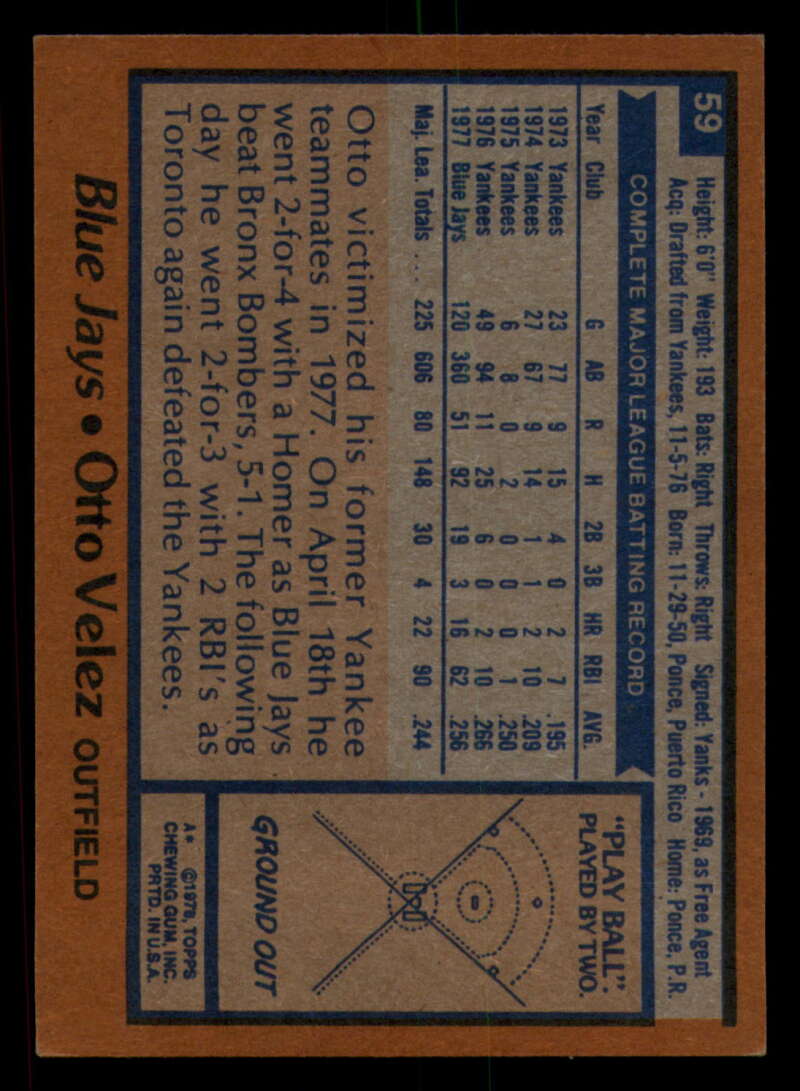 59
Height: 6'0" Weight: 193 Bats: Right Throws: Right Signed: Yanks - 1969, as Free Agent
Acq: Drafted from Yankees, 11-5-76 Born: 11-29-50, Ponce, Puerto Rico Home: Ponce, P.R.
COMPLETE MAJOR LEAGUE BATTING RECORD
Year Club G AB R H 2B 3B HR RBI AVG.
1973 Yankees 23 77 9 15 4 0 2 7 .195
1974 Yankees 27 67 9 14 1 1 2 10 .209
1975 Yankees 6 8 0 2 0 0 0 1 .250
1976 Yankees 49 94 11 25 6 0 2 10 .266
1977 Blue Jays 120 360 51 92 19 3 16 62 .256
Maj. Lea. Totals .... 225 606 80 148 30 4 22 90 .244
Otto victimized his former Yankee
teammates in 1977. On April 18th he
went 2-for-4 with a Homer as Blue Jays
beat Bronx Bombers, 5-1. The following
day he went 2-for-3 with 2 RBI's as
Toronto again defeated the Yankees.
"PLAY BALL":
PLAYED BY TWO.
GROUND OUT
A* ©1978, TOPPS
CHEWING GUM, INC.
PRTD. IN U.S.A.
Blue Jays • Otto Velez OUTFIELD